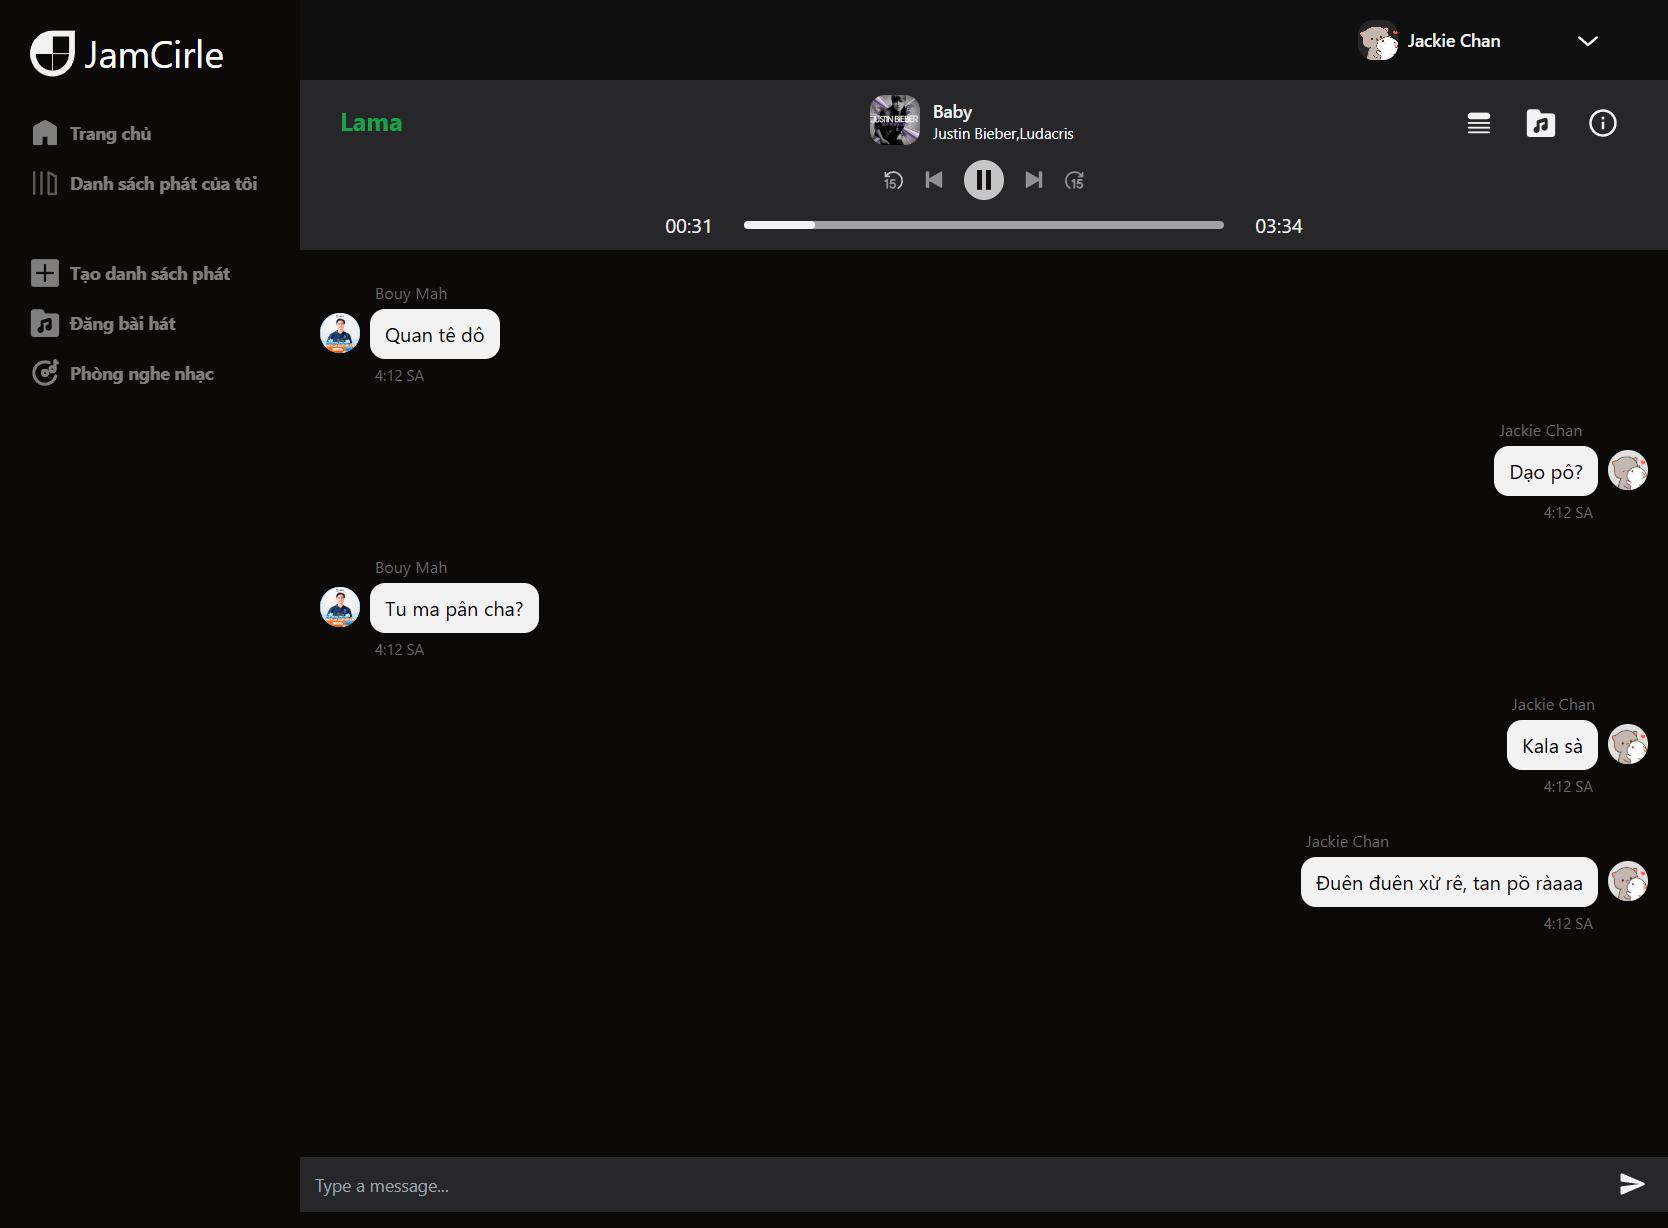 JamCirle
Trang chủ
Danh sách phát của tôi
Tạo danh sách phát
Đăng bài hát
Phòng nghe nhạc
Jackie Chan
Lama
Baby
Justin Bieber,Ludacris
JUSTIN BIEBER
15
15
00:31
03:34
Bouy Mah
Quan tê dô
4:12 SA
Jackie Chan
Dạo pô?
4:12 SA
Bouy Mah
Tu ma pân cha?
4:12 SA
Jackie Chan
Kala sà
4:12 SA
Jackie Chan
Đuên đuên xừ rê, tan pồ ràaaa
4:12 SA
Type a message...